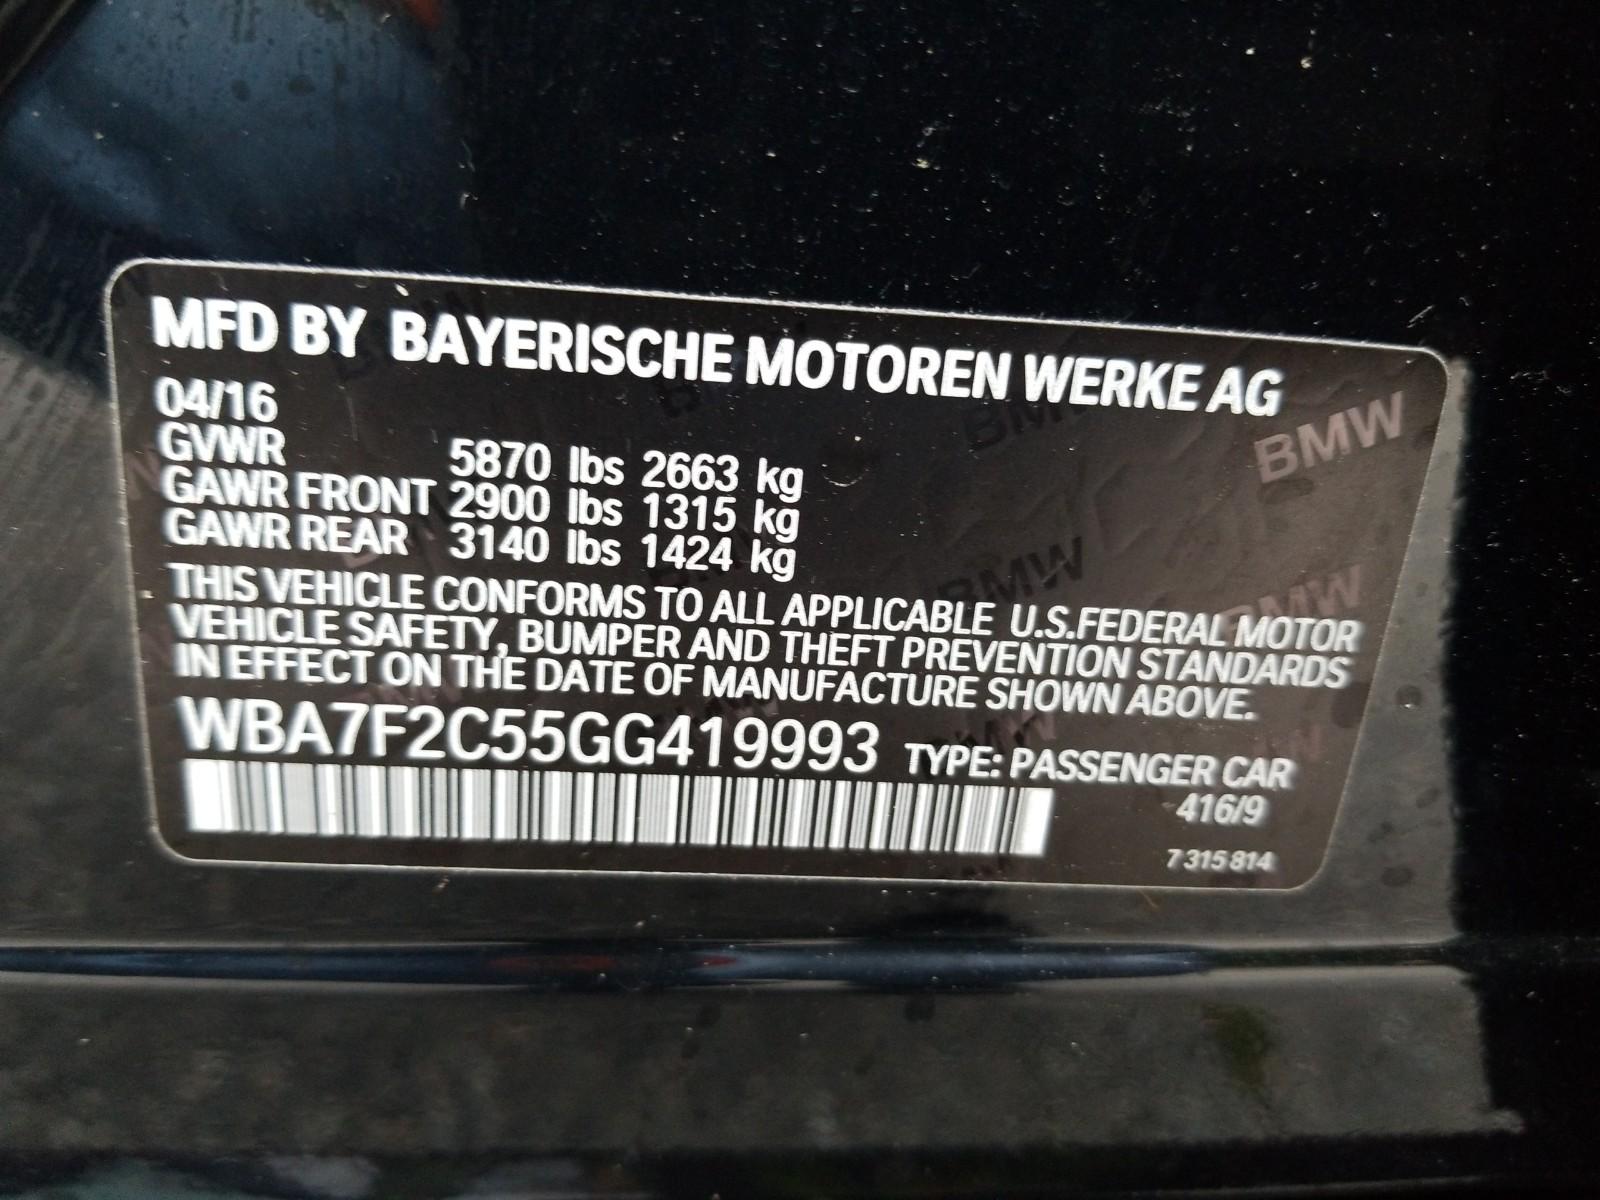 MFD BY BAYERISCHE MOTOREN WERKE AG
04/16
GVWR 5870 lbs 2663 kg
GAWR FRONT 2900 lbs 1315 kg
GAWR REAR 3140 lbs 1424 kg
THIS VEHICLE CONFORMS TO ALL APPLICABLE U.S.FEDERAL MOTOR
VEHICLE SAFETY, BUMPER AND THEFT PREVENTION STANDARDS
IN EFFECT ON THE DATE OF MANUFACTURE SHOWN ABOVE.
WBA7F2C55GG419993 TYPE: PASSENGER CAR
416/9
7 315 814
BMW
BMW
BMW